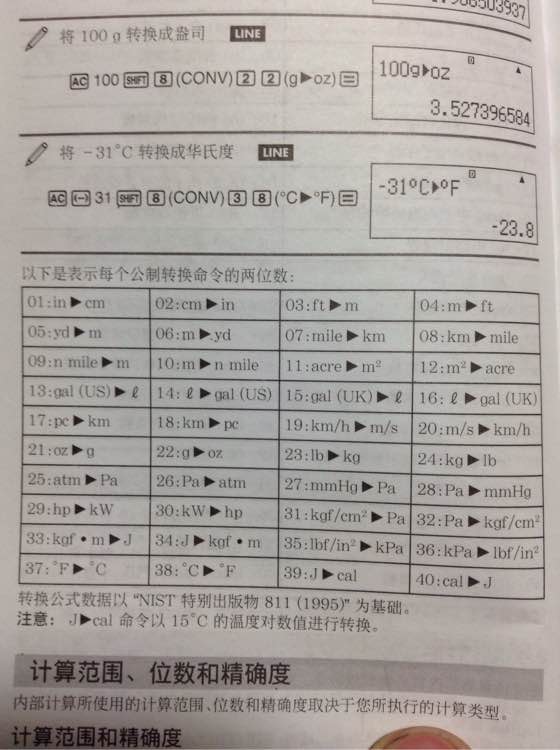 将 100 g 转换成盎司 LINE
AC 100 SHIFT 8 (CONV) 2 2 (g▶oz) =
100g▶oz
3.527396584
将 −31°C 转换成华氏度 LINE
AC (−) 31 SHIFT 8 (CONV) 3 8 (°C▶°F) =
-31°C▶°F
-23.8
以下是表示每个公制转换命令的两位数:
01:in▶cm 02:cm▶in 03:ft▶m 04:m▶ft
05:yd▶m 06:m▶yd 07:mile▶km 08:km▶mile
09:n mile▶m 10:m▶n mile 11:acre▶m² 12:m²▶acre
13:gal (US)▶ℓ 14:ℓ▶gal (US) 15:gal (UK)▶ℓ 16:ℓ▶gal (UK)
17:pc▶km 18:km▶pc 19:km/h▶m/s 20:m/s▶km/h
21:oz▶g 22:g▶oz 23:lb▶kg 24:kg▶lb
25:atm▶Pa 26:Pa▶atm 27:mmHg▶Pa 28:Pa▶mmHg
29:hp▶kW 30:kW▶hp 31:kgf/cm²▶Pa 32:Pa▶kgf/cm²
33:kgf•m▶J 34:J▶kgf•m 35:lbf/in²▶kPa 36:kPa▶lbf/in²
37:°F▶°C 38:°C▶°F 39:J▶cal 40:cal▶J
转换公式数据以 “NIST 特别出版物 811 (1995)” 为基础。
注意: J▶cal 命令以 15°C 的温度对数值进行转换。
计算范围、位数和精确度
内部计算所使用的计算范围、位数和精确度取决于您所执行的计算类型。
计算范围和精确度